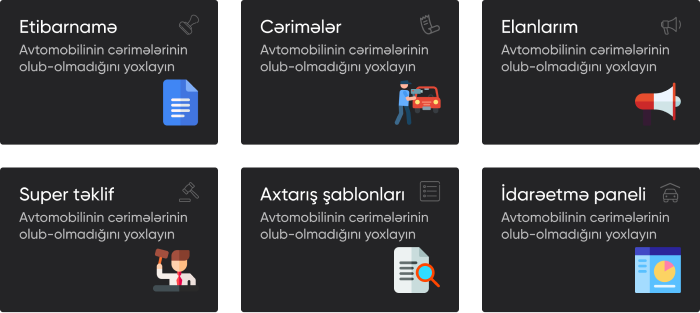 Etibarnamə
Avtomobilinin cərimələrinin
olub-olmadığını yoxlayın
Cərimələr
Avtomobilinin cərimələrinin
olub-olmadığını yoxlayın
Elanlarım
Avtomobilinin cərimələrinin
olub-olmadığını yoxlayın
Super təklif
Avtomobilinin cərimələrinin
olub-olmadığını yoxlayın
Axtarış şablonları
Avtomobilinin cərimələrinin
olub-olmadığını yoxlayın
İdarəetmə paneli
Avtomobilinin cərimələrinin
olub-olmadığını yoxlayın